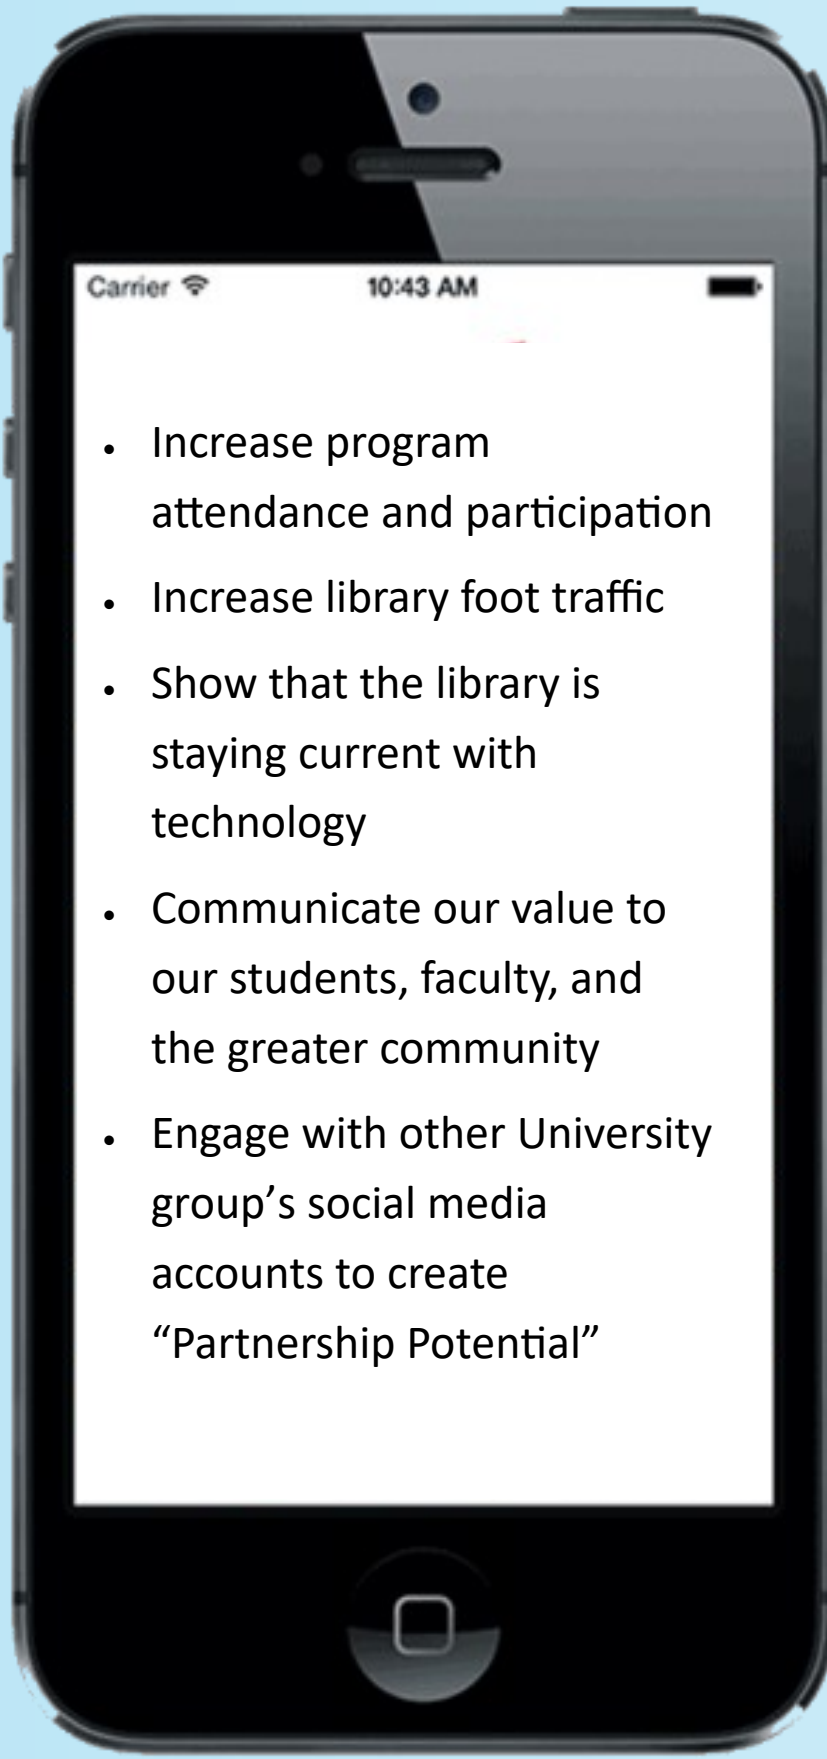 Carrier 10:43 AM
• Increase program
attendance and participation
• Increase library foot traffic
• Show that the library is
staying current with
technology
• Communicate our value to
our students, faculty, and
the greater community
• Engage with other University
group’s social media
accounts to create
“Partnership Potential”